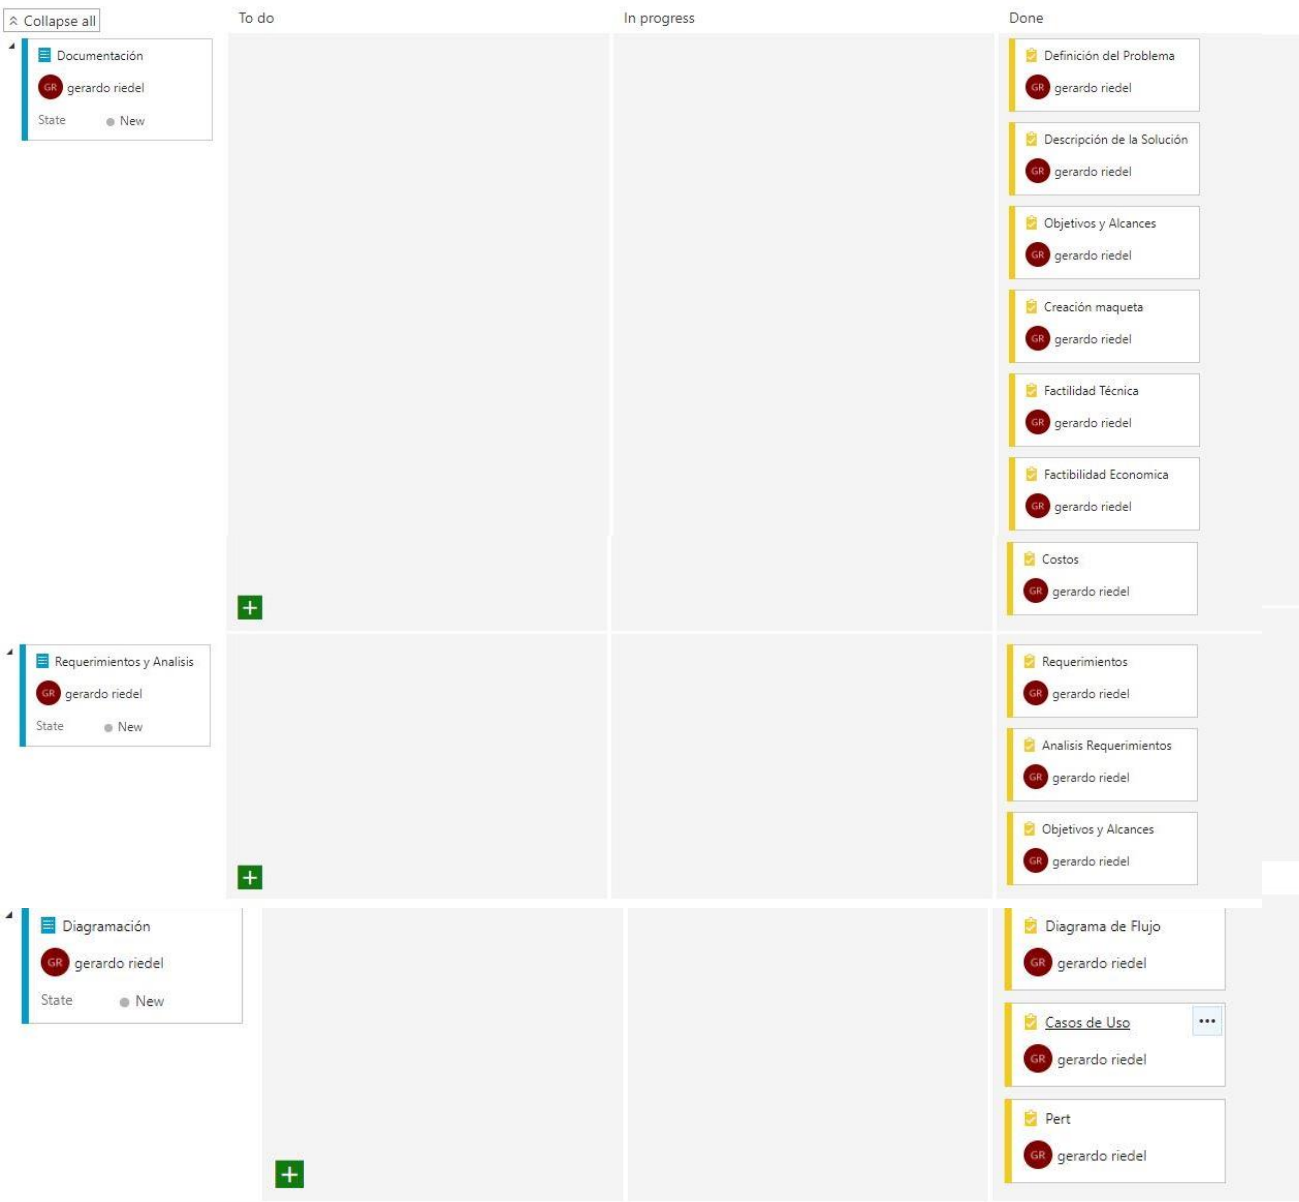 Collapse all
To do
In progress
Done
Documentación
GR gerardo riedel
State New
Definición del Problema
GR gerardo riedel
Descripción de la Solución
GR gerardo riedel
Objetivos y Alcances
GR gerardo riedel
Creación maqueta
GR gerardo riedel
Factilidad Técnica
GR gerardo riedel
Factibilidad Economica
GR gerardo riedel
Costos
GR gerardo riedel
Requerimientos y Analisis
GR gerardo riedel
State New
Requerimientos
GR gerardo riedel
Analisis Requerimientos
GR gerardo riedel
Objetivos y Alcances
GR gerardo riedel
Diagramación
GR gerardo riedel
State New
Diagrama de Flujo
GR gerardo riedel
Casos de Uso
GR gerardo riedel
Pert
GR gerardo riedel